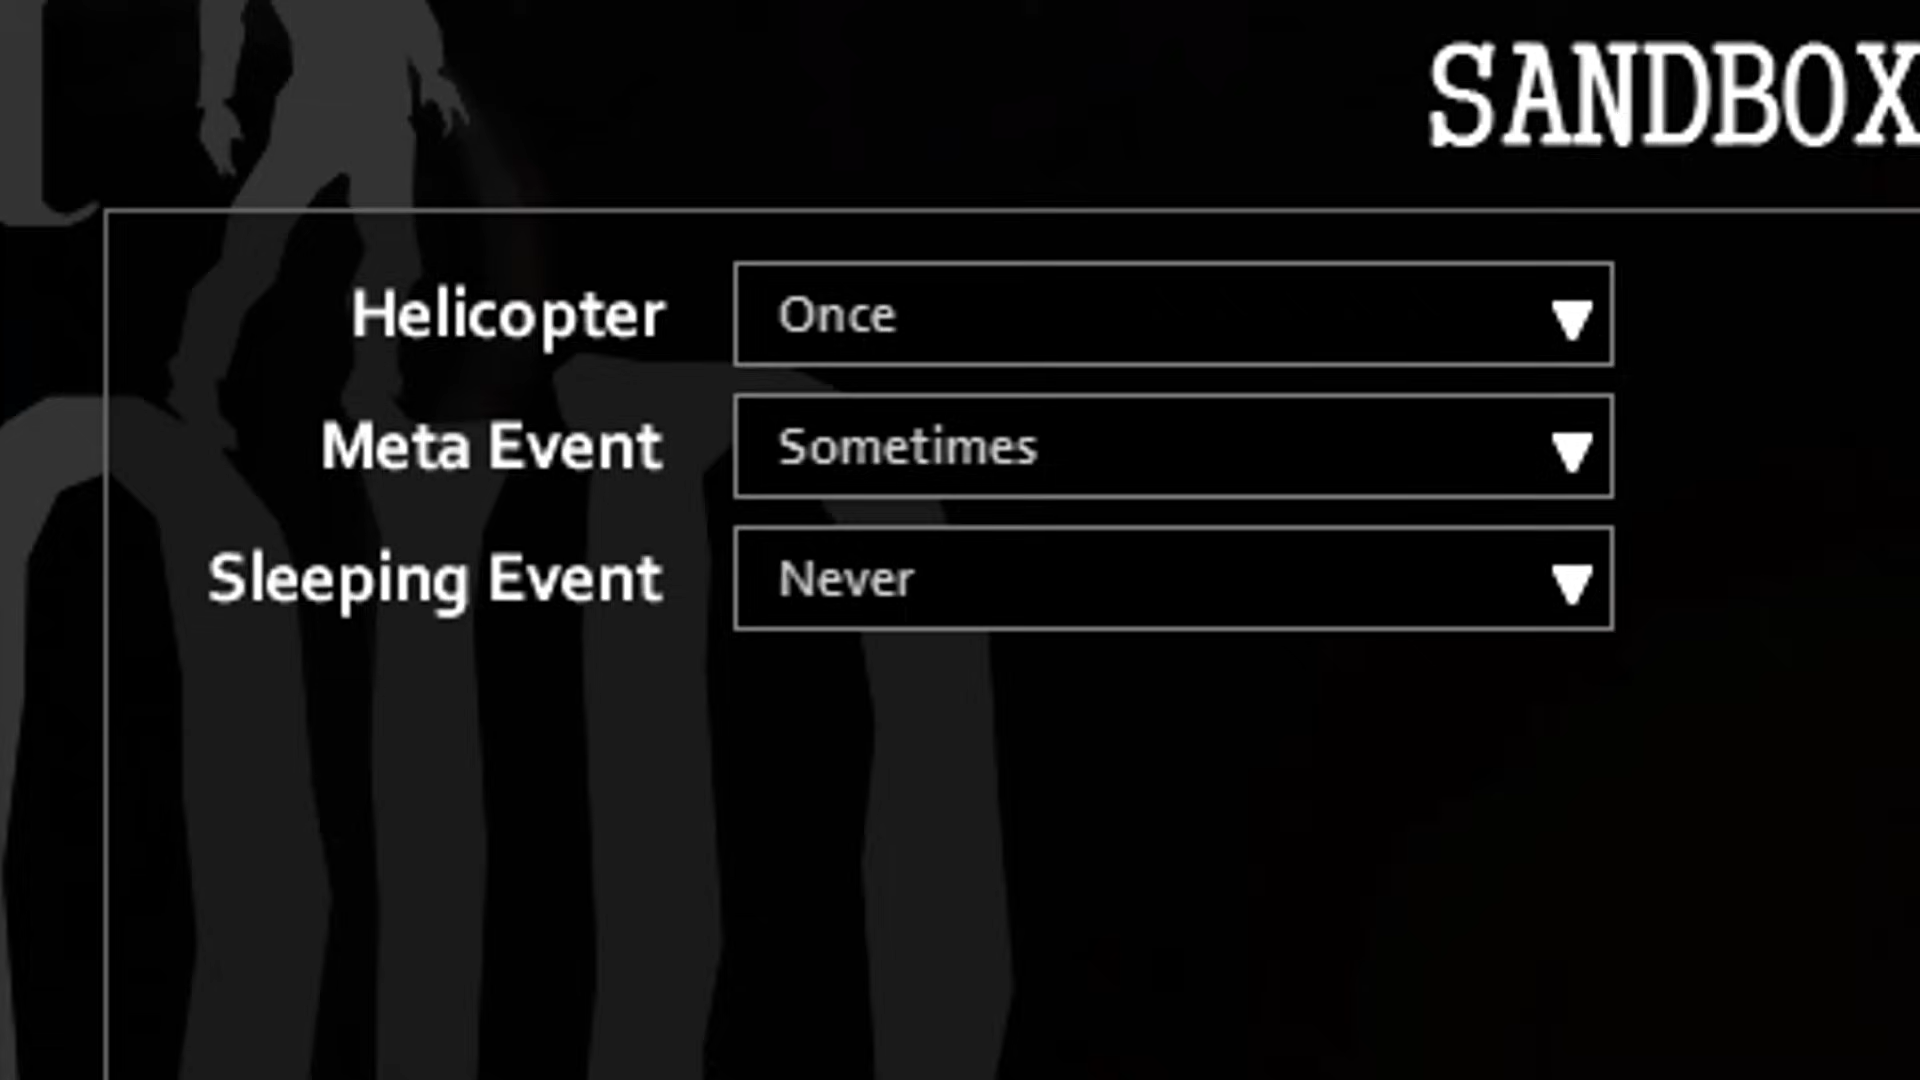 SANDBOX
Helicopter Once
Meta Event Sometimes
Sleeping Event Never